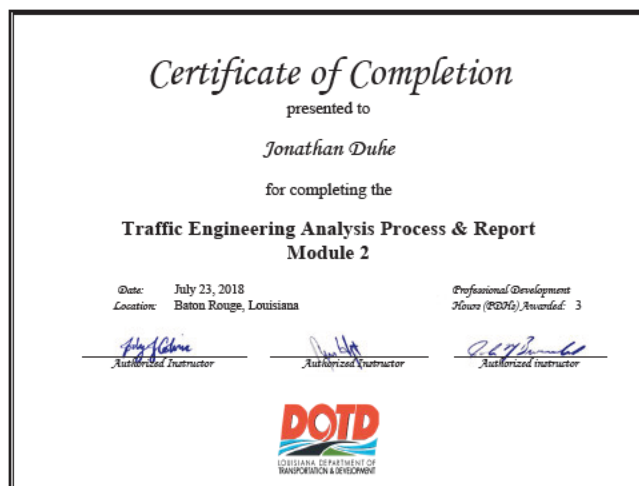 Certificate of Completion
presented to
Jonathan Duhe
for completing the
Traffic Engineering Analysis Process & Report
Module 2
Date: July 23, 2018
Location: Baton Rouge, Louisiana
Professional Development
Hours (PDHs) Awarded: 3
Authorized Instructor
Authorized Instructor
Authorized instructor
DOTD
LOUISIANA DEPARTMENT OF
TRANSPORTATION & DEVELOPMENT